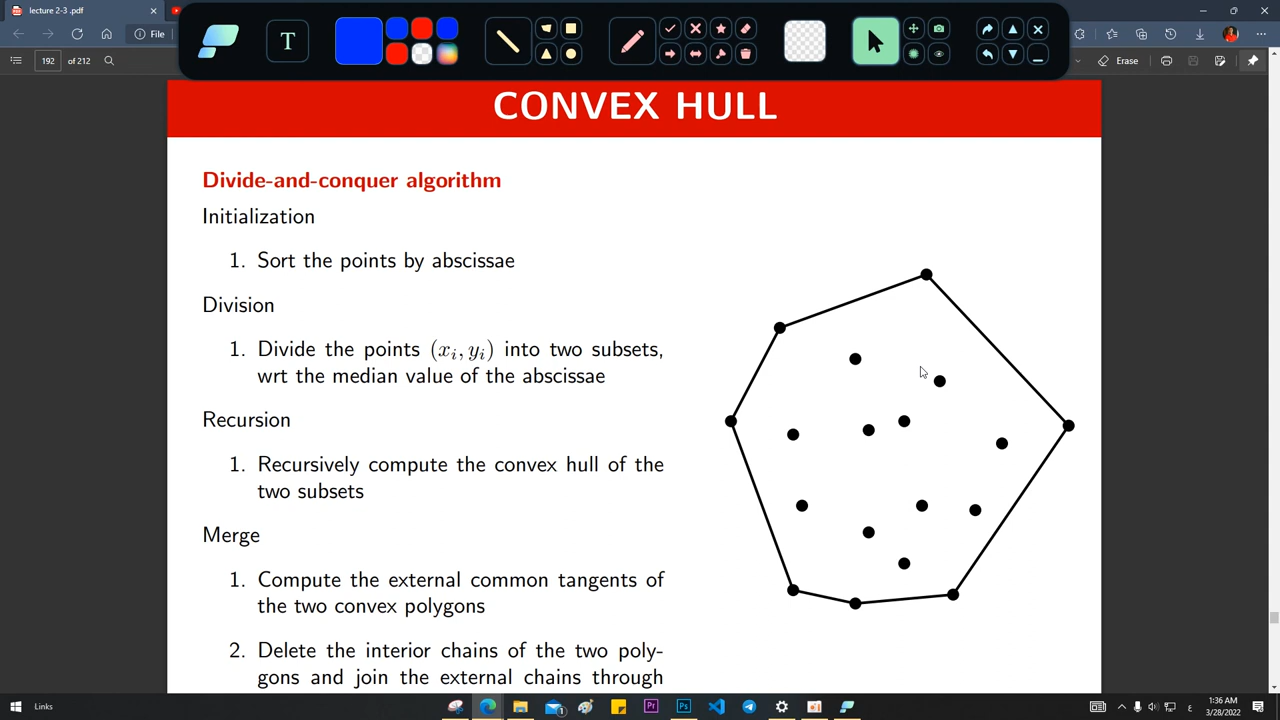 lecture 2-3 .pdf
File
T
192 of 212
Erase
CONVEX HULL
Divide-and-conquer algorithm
Initialization
1. Sort the points by abscissae
Division
1. Divide the points (xᵢ, yᵢ) into two subsets,
wrt the median value of the abscissae
Recursion
1. Recursively compute the convex hull of the
two subsets
Merge
1. Compute the external common tangents of
the two convex polygons
2. Delete the interior chains of the two poly-
gons and join the external chains through
Links
Pr
Ps
ع
1:36 AM
3/28/2022